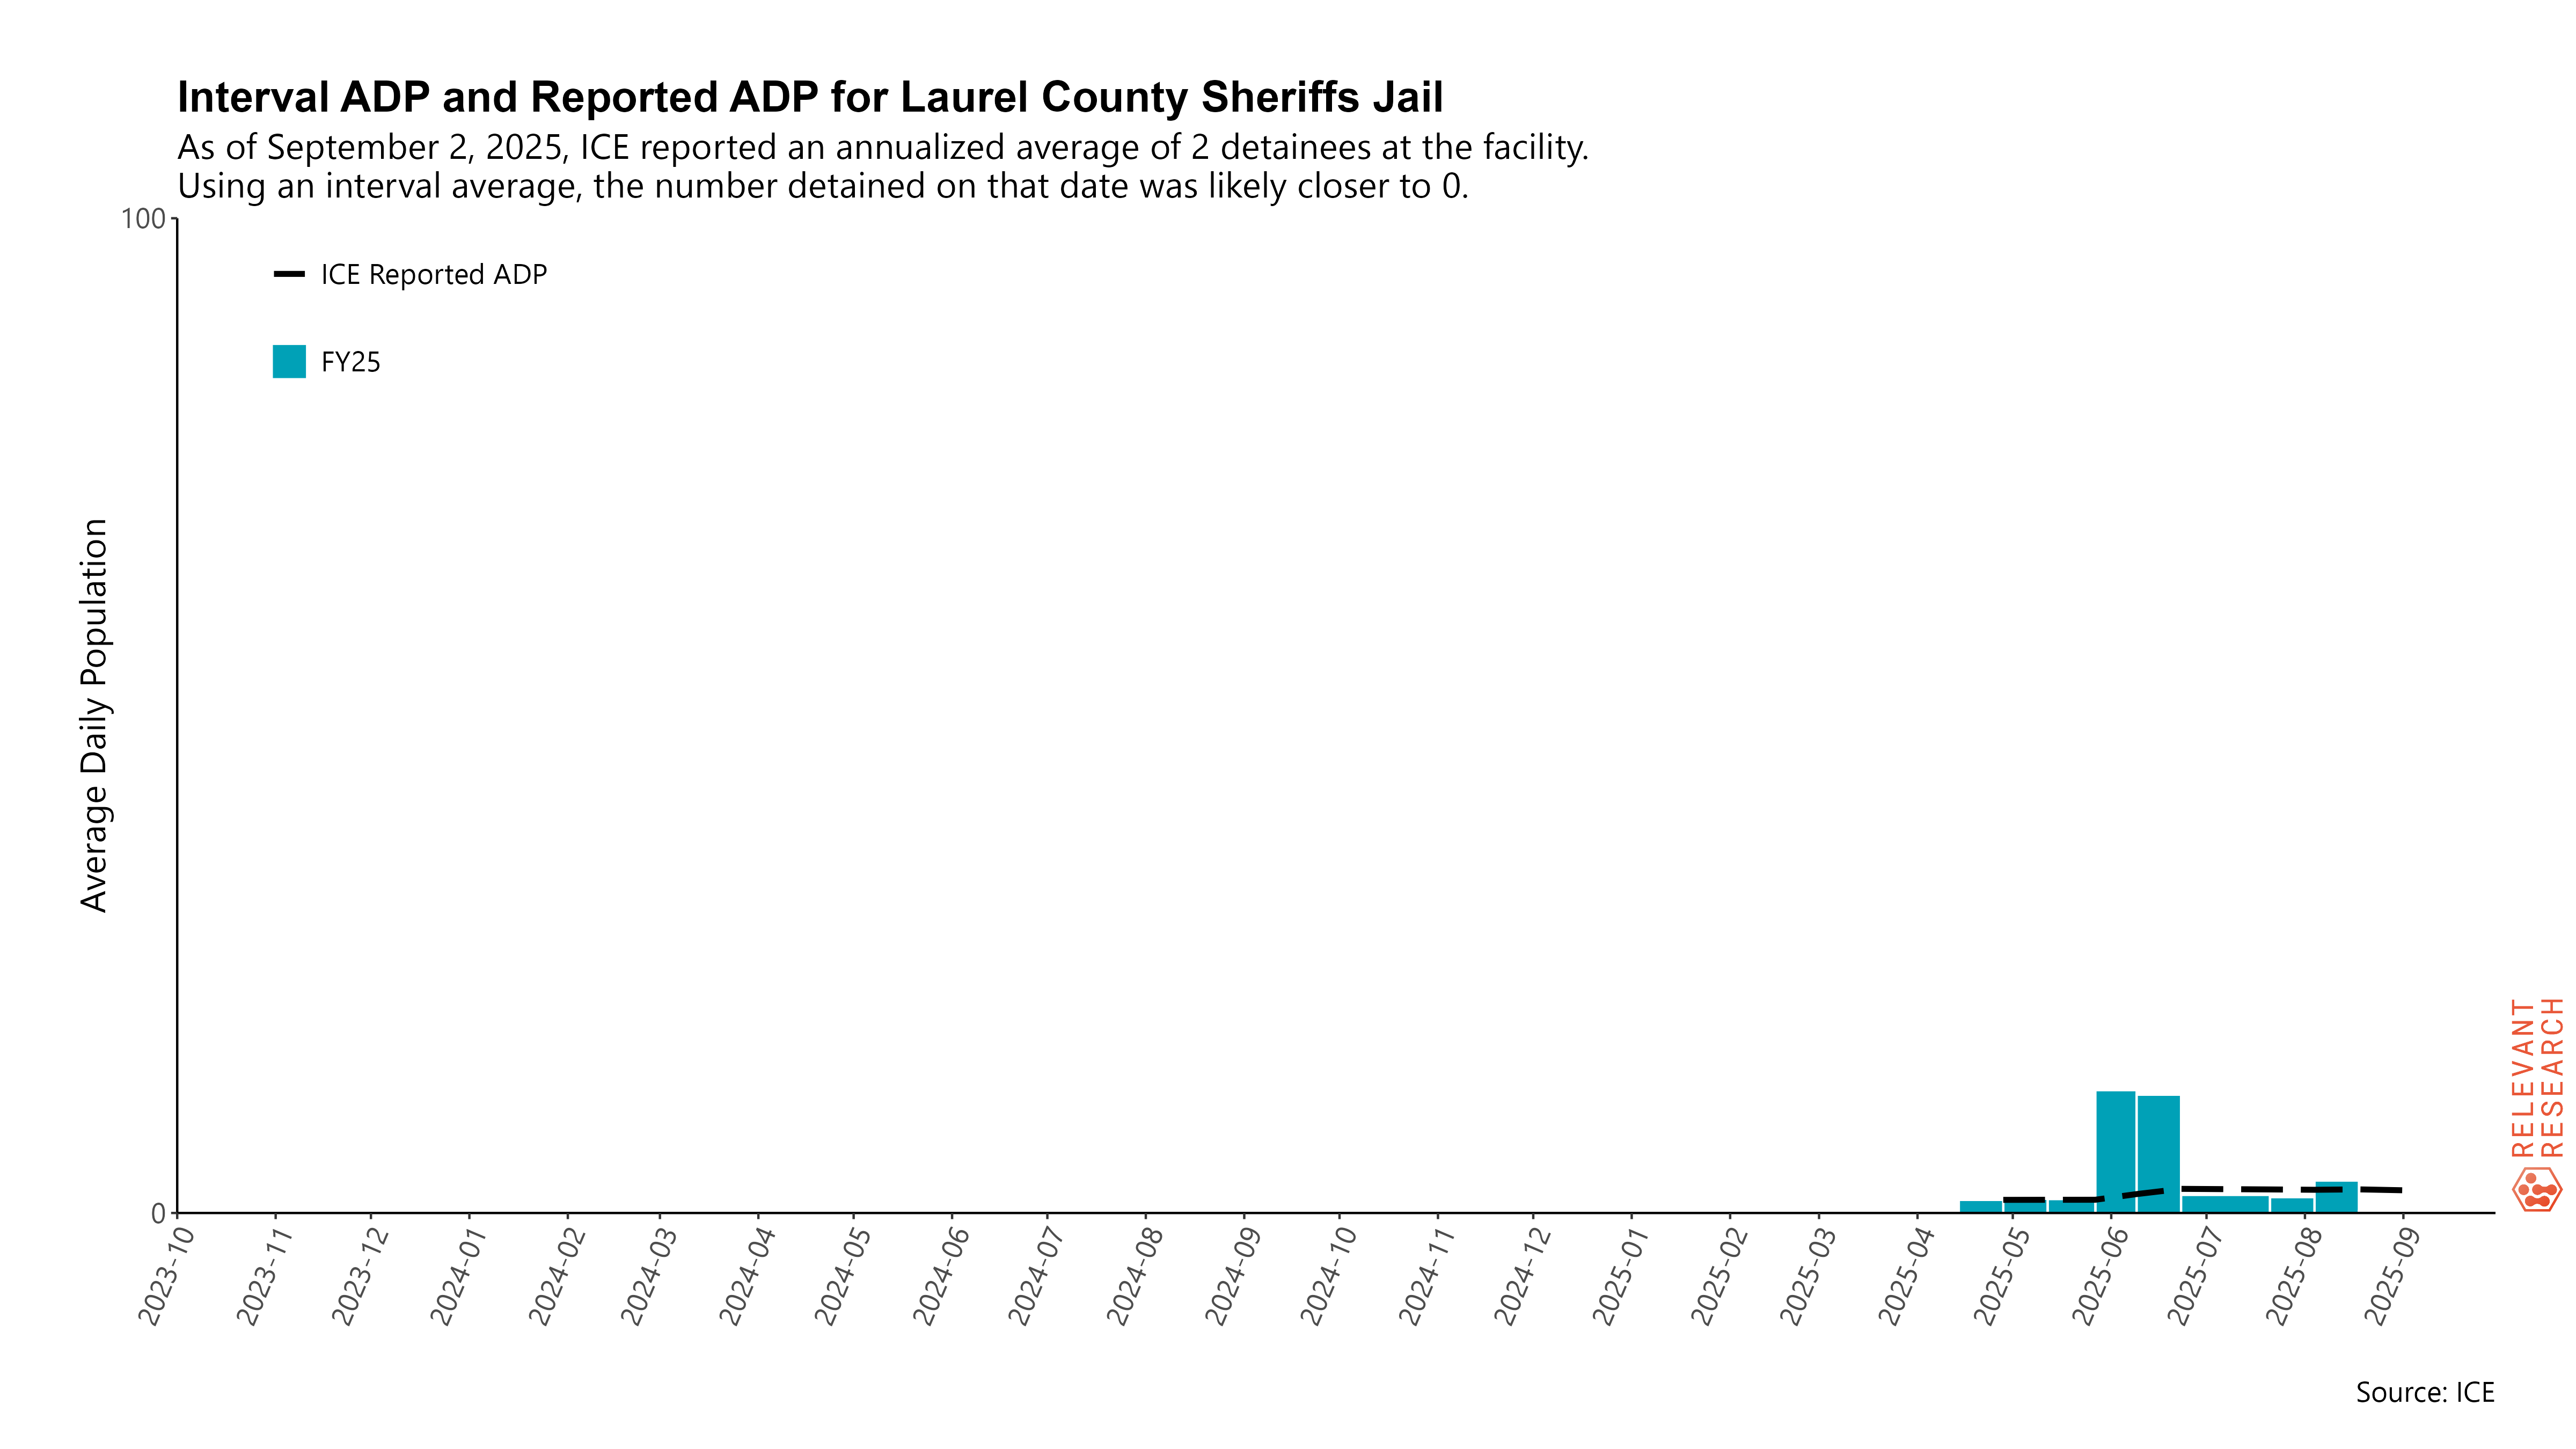 Interval ADP and Reported ADP for Laurel County Sheriffs Jail
As of September 2, 2025, ICE reported an annualized average of 2 detainees at the facility.
Using an interval average, the number detained on that date was likely closer to 0.
100
ICE Reported ADP
FY25
Average Daily Population
0
2023-10
2023-11
2023-12
2024-01
2024-02
2024-03
2024-04
2024-05
2024-06
2024-07
2024-08
2024-09
2024-10
2024-11
2024-12
2025-01
2025-02
2025-03
2025-04
2025-05
2025-06
2025-07
2025-08
2025-09
RELEVANT
RESEARCH
Source: ICE